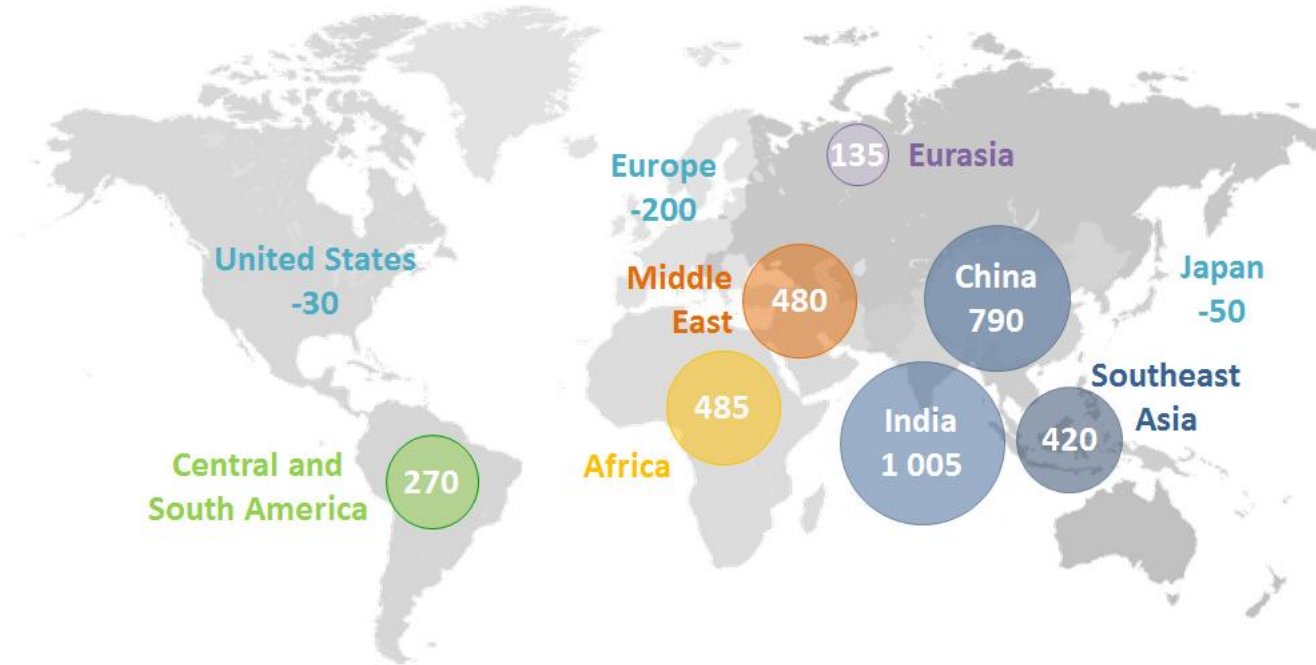 135 Eurasia
Europe
-200
United States
-30
Middle
East
480
China
790
Japan
-50
Southeast
Asia
485
Africa
India
1 005
420
Central and
South America
270